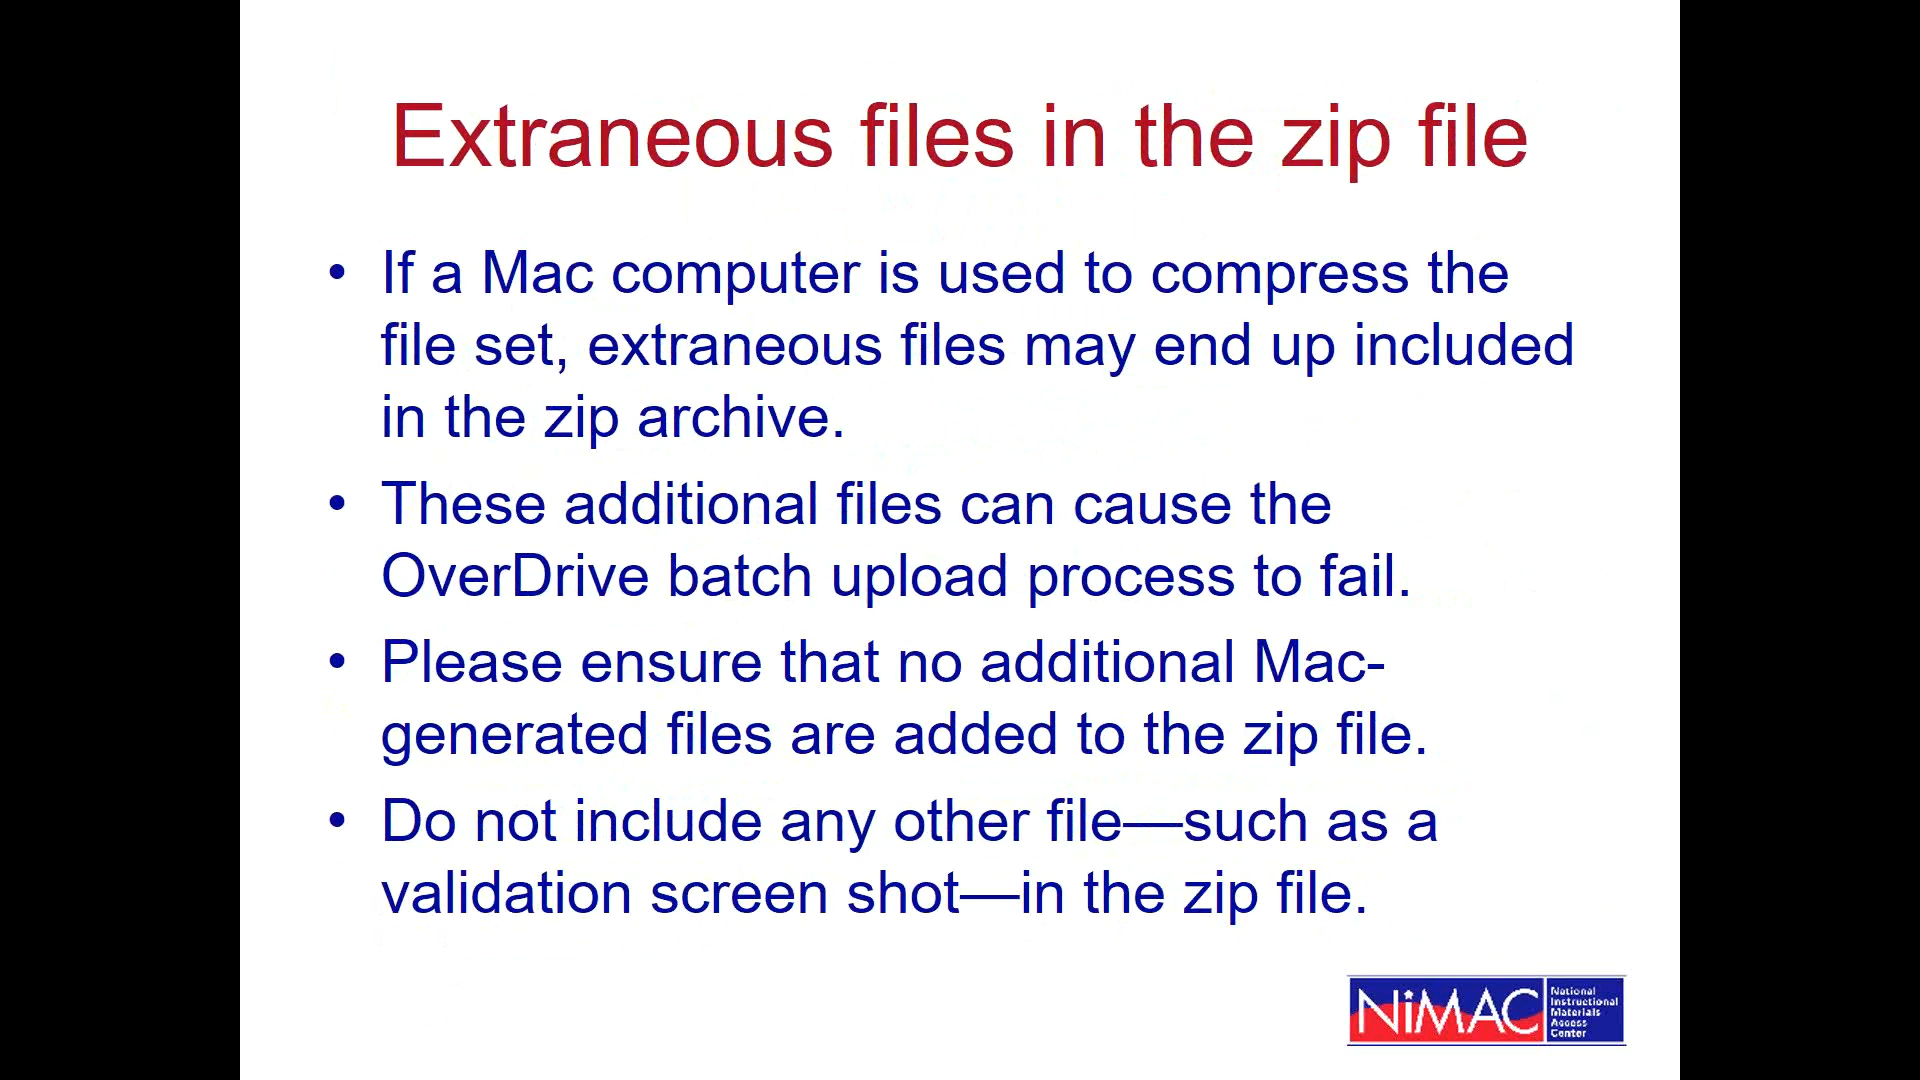 Extraneous files in the zip file
• If a Mac computer is used to compress the
file set, extraneous files may end up included
in the zip archive.
• These additional files can cause the
OverDrive batch upload process to fail.
• Please ensure that no additional Mac-
generated files are added to the zip file.
• Do not include any other file—such as a
validation screen shot—in the zip file.
NiMAC
National
Instructional
Materials
Access
Center